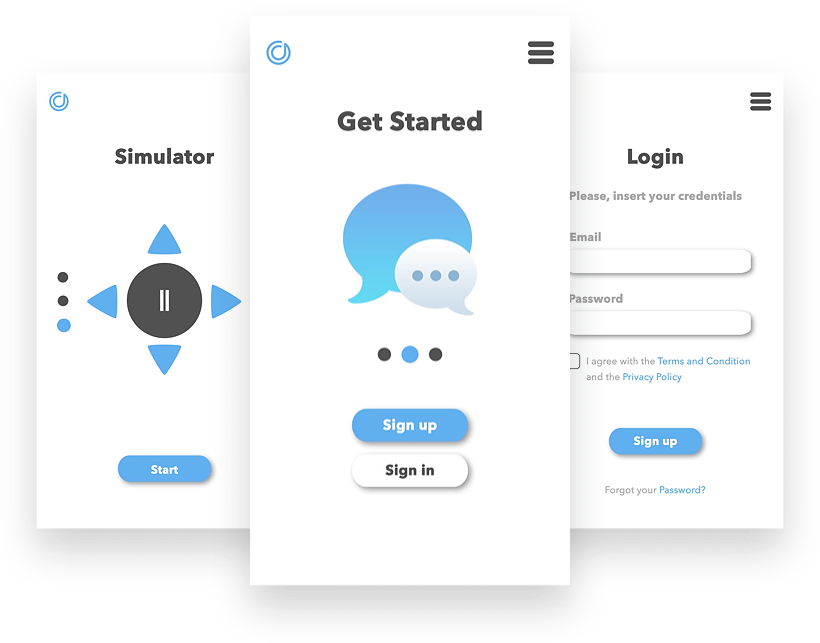 Simulator
Start
Get Started
Sign up
Sign in
Login
Please, insert your credentials
Email
Password
I agree with the Terms and Condition
and the Privacy Policy
Sign up
Forgot your Password?